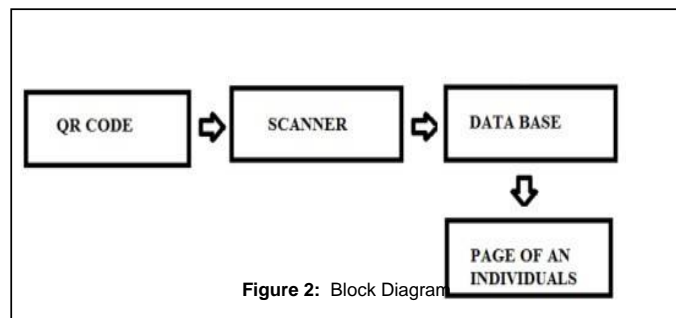 QR CODE
SCANNER
DATA BASE
PAGE OF AN
INDIVIDUALS
Figure 2: Block Diagram